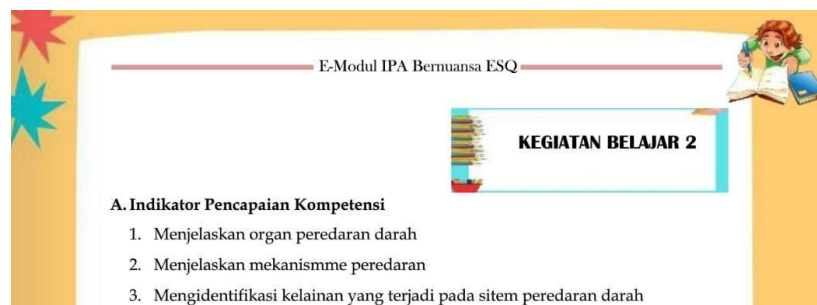 E-Modul IPA Bernuansa ESQ
KEGIATAN BELAJAR 2
A. Indikator Pencapaian Kompetensi
1. Menjelaskan organ peredaran darah
2. Menjelaskan mekanismme peredaran
3. Mengidentifikasi kelainan yang terjadi pada sitem peredaran darah